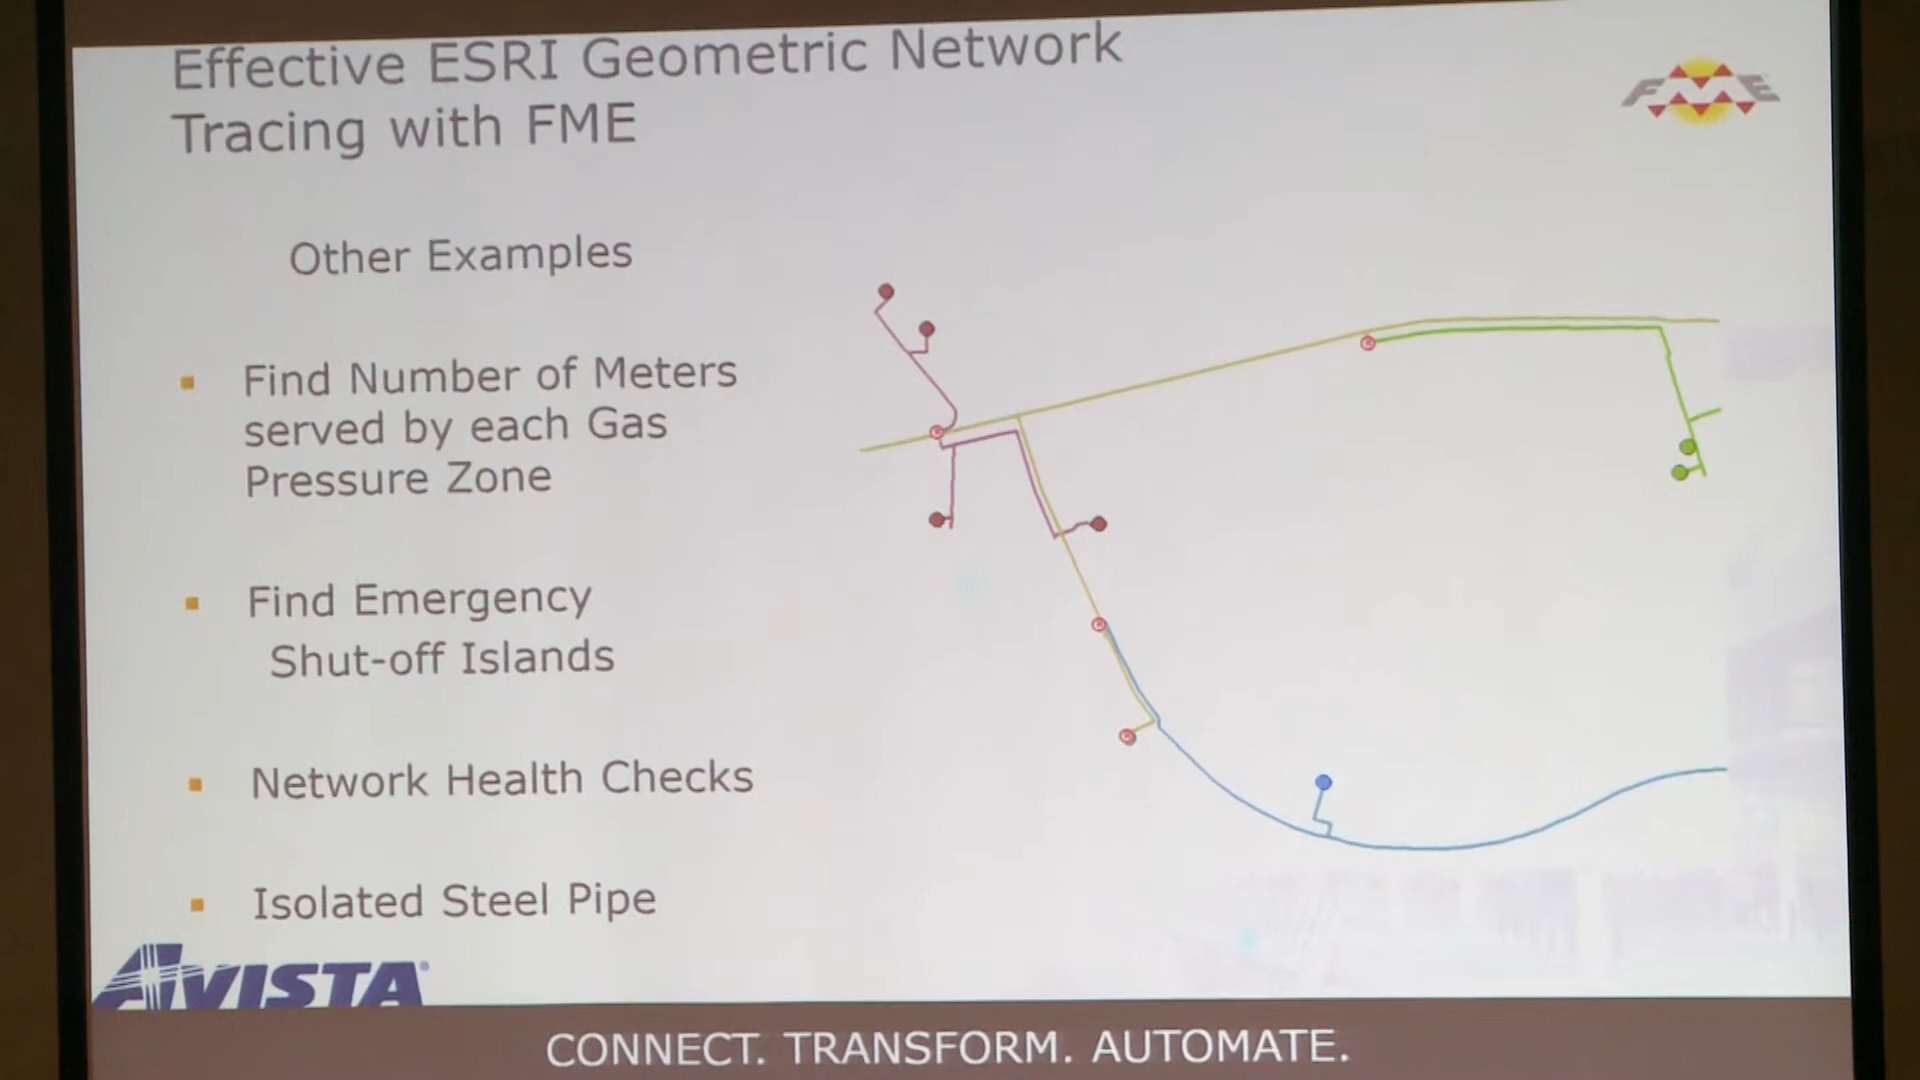 Effective ESRI Geometric Network
Tracing with FME
FME
Other Examples
Find Number of Meters
served by each Gas
Pressure Zone
Find Emergency
Shut-off Islands
Network Health Checks
Isolated Steel Pipe
AVISTA®
CONNECT. TRANSFORM. AUTOMATE.